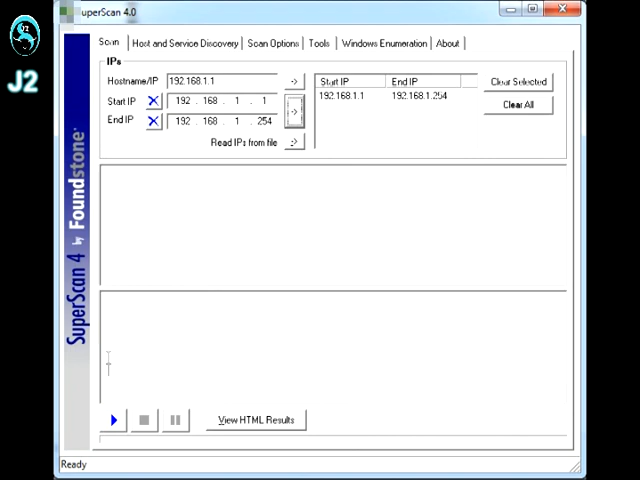 SuperScan 4.0
J2
Scan
Host and Service Discovery
Scan Options
Tools
Windows Enumeration
About
IPs
Hostname/IP 192.168.1.1 ->
Start IP X 192 . 168 . 1 . 1
End IP X 192 . 168 . 1 . 254
->
Read IPs from file ->
Start IP End IP
192.168.1.1 192.168.1.254
Clear Selected
Clear All
SuperScan 4 by Foundstone
View HTML Results
Ready